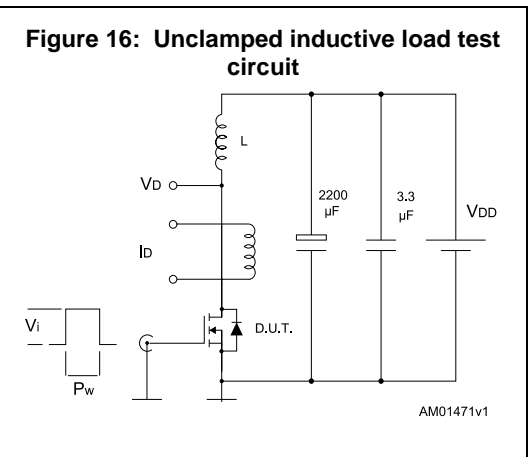 Figure 16: Unclamped inductive load test
circuit
L
VD
2200
µF
3.3
µF
VDD
ID
Vi
D.U.T.
Pw
AM01471v1